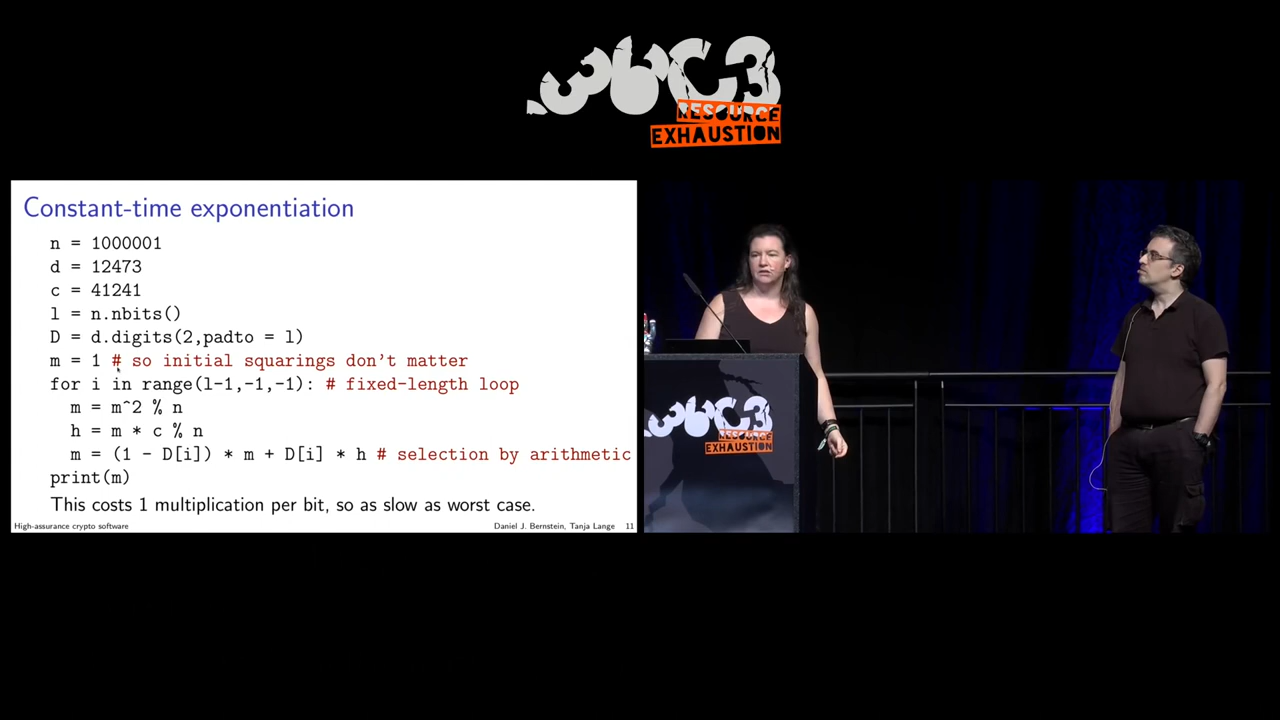 36C3
RESOURCE
EXHAUSTION
Constant-time exponentiation
n = 1000001
d = 12473
c = 41241
l = n.nbits()
D = d.digits(2,padto = l)
m = 1 # so initial squarings don't matter
for i in range(l-1,-1,-1): # fixed-length loop
m = m^2 % n
h = m * c % n
m = (1 - D[i]) * m + D[i] * h # selection by arithmetic
print(m)
This costs 1 multiplication per bit, so as slow as worst case.
High-assurance crypto software
Daniel J. Bernstein, Tanja Lange 11
36C3
RESOURCE
EXHAUSTION